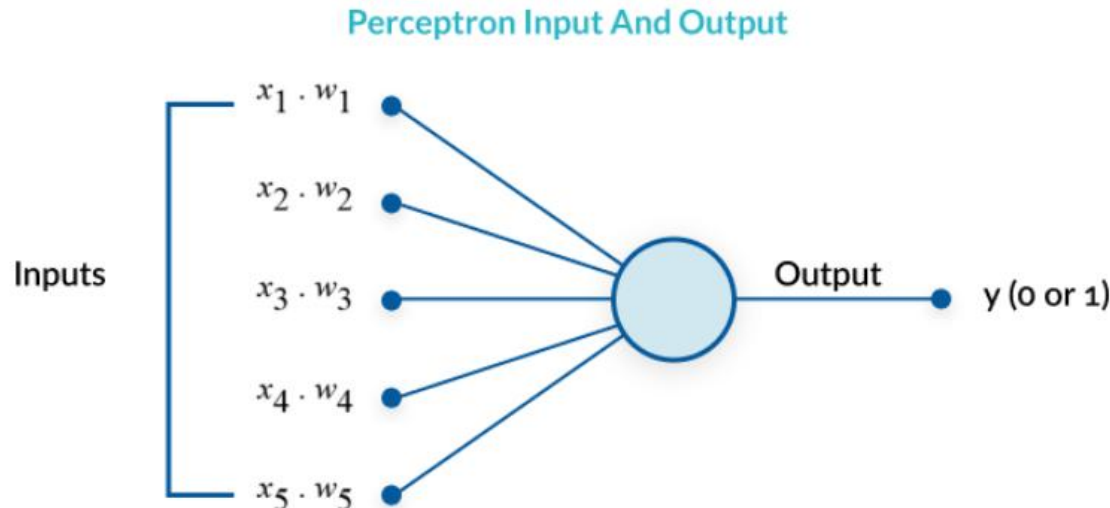 Perceptron Input And Output
x1 . w1
x2 . w2
Inputs
x3 . w3
Output
y (0 or 1)
x4 . w4
x5 . w5